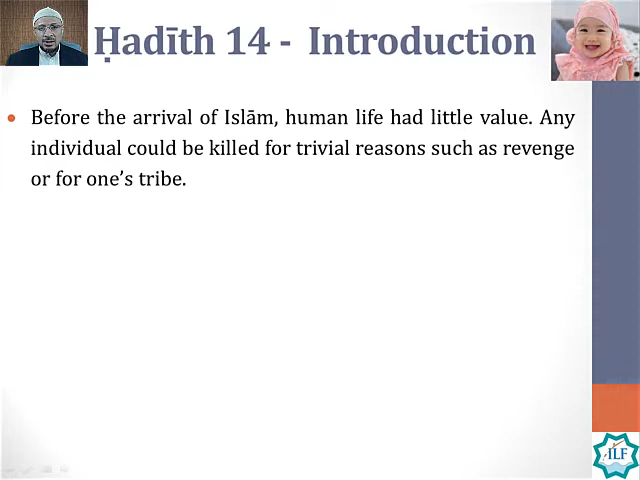 Ḥadīth 14 - Introduction
• Before the arrival of Islām, human life had little value. Any
individual could be killed for trivial reasons such as revenge
or for one's tribe.
ILF